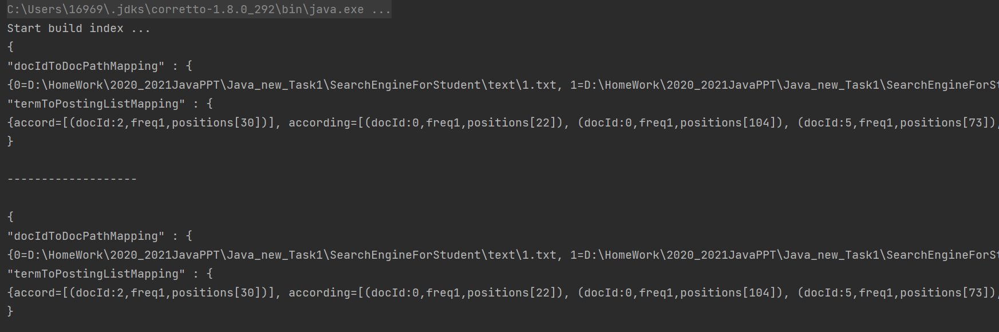 C:\Users\16969\.jdks\corretto-1.8.0_292\bin\java.exe ...
Start build index ...
{
"docIdToDocPathMapping" : {
{0=D:\HomeWork\2020_2021JavaPPT\Java_new_Task1\SearchEngineForStudent\text\1.txt, 1=D:\HomeWork\2020_2021JavaPPT\Java_new_Task1\SearchEngineForSt
"termToPostingListMapping" : {
{accord=[(docId:2,freq1,positions[30])], according=[(docId:0,freq1,positions[22]), (docId:0,freq1,positions[104]), (docId:5,freq1,positions[73]),
}
-------------------
{
"docIdToDocPathMapping" : {
{0=D:\HomeWork\2020_2021JavaPPT\Java_new_Task1\SearchEngineForStudent\text\1.txt, 1=D:\HomeWork\2020_2021JavaPPT\Java_new_Task1\SearchEngineForSt
"termToPostingListMapping" : {
{accord=[(docId:2,freq1,positions[30])], according=[(docId:0,freq1,positions[22]), (docId:0,freq1,positions[104]), (docId:5,freq1,positions[73]),
}